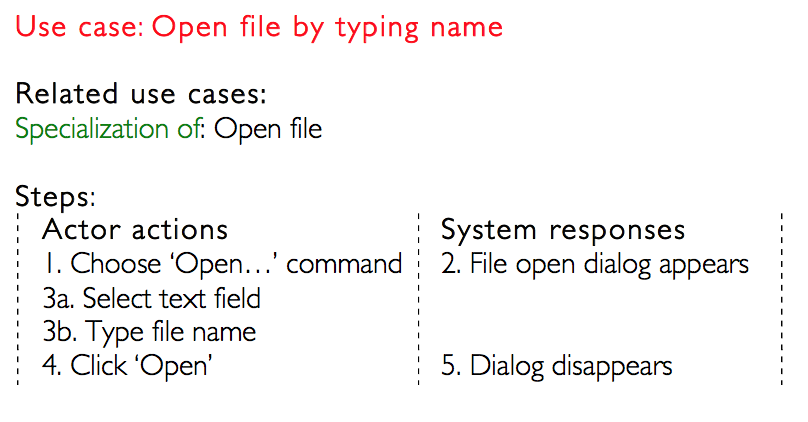 Use case: Open file by typing name
Related use cases:
Specialization of: Open file
Steps:
Actor actions System responses
1. Choose ‘Open…’ command 2. File open dialog appears
3a. Select text field
3b. Type file name
4. Click ‘Open’ 5. Dialog disappears